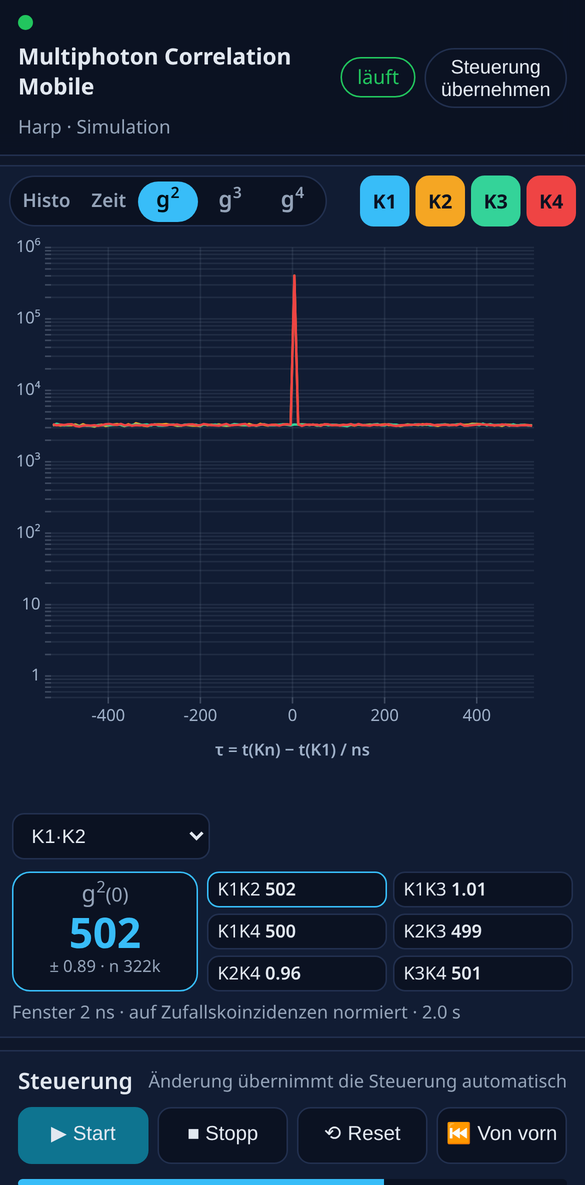 Multiphoton Correlation
Mobile
läuft
Steuerung
übernehmen
Harp · Simulation
Histo Zeit g² g³ g⁴ K1 K2 K3 K4
10⁶
10⁵
10⁴
10³
10²
10
1
-400 -200 0 200 400
τ = t(Kn) − t(K1) / ns
K1·K2
g²(0)
502
± 0.89 · n 322k
K1K2 502 K1K3 1.01
K1K4 500 K2K3 499
K2K4 0.96 K3K4 501
Fenster 2 ns · auf Zufallskoinzidenzen normiert · 2.0 s
Steuerung Änderung übernimmt die Steuerung automatisch
▶ Start ■ Stopp ⟲ Reset ⏮ Von vorn